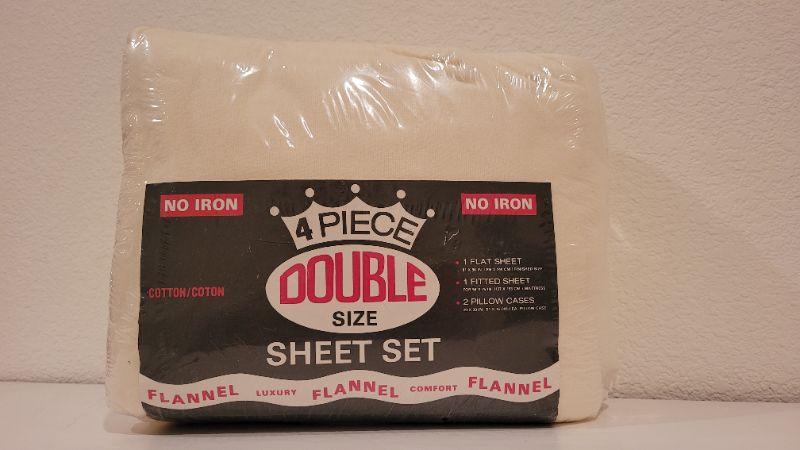 NO IRON
NO IRON
4 PIECE
DOUBLE
SIZE
SHEET SET
COTTON/COTON
• 1 FLAT SHEET
• 1 FITTED SHEET
• 2 PILLOW CASES
FLANNEL LUXURY FLANNEL COMFORT FLANNEL